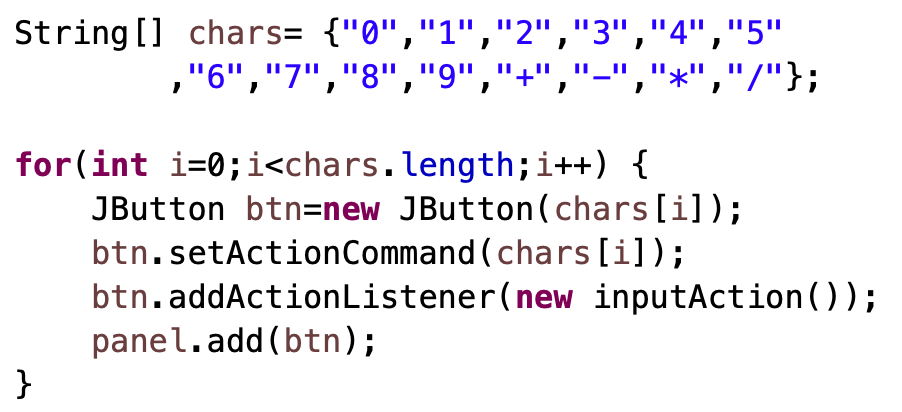 String[] chars= {"0","1","2","3","4","5"
        ,"6","7","8","9","+","-","*","/"};

for(int i=0;i<chars.length;i++) {
    JButton btn=new JButton(chars[i]);
    btn.setActionCommand(chars[i]);
    btn.addActionListener(new inputAction());
    panel.add(btn);
}